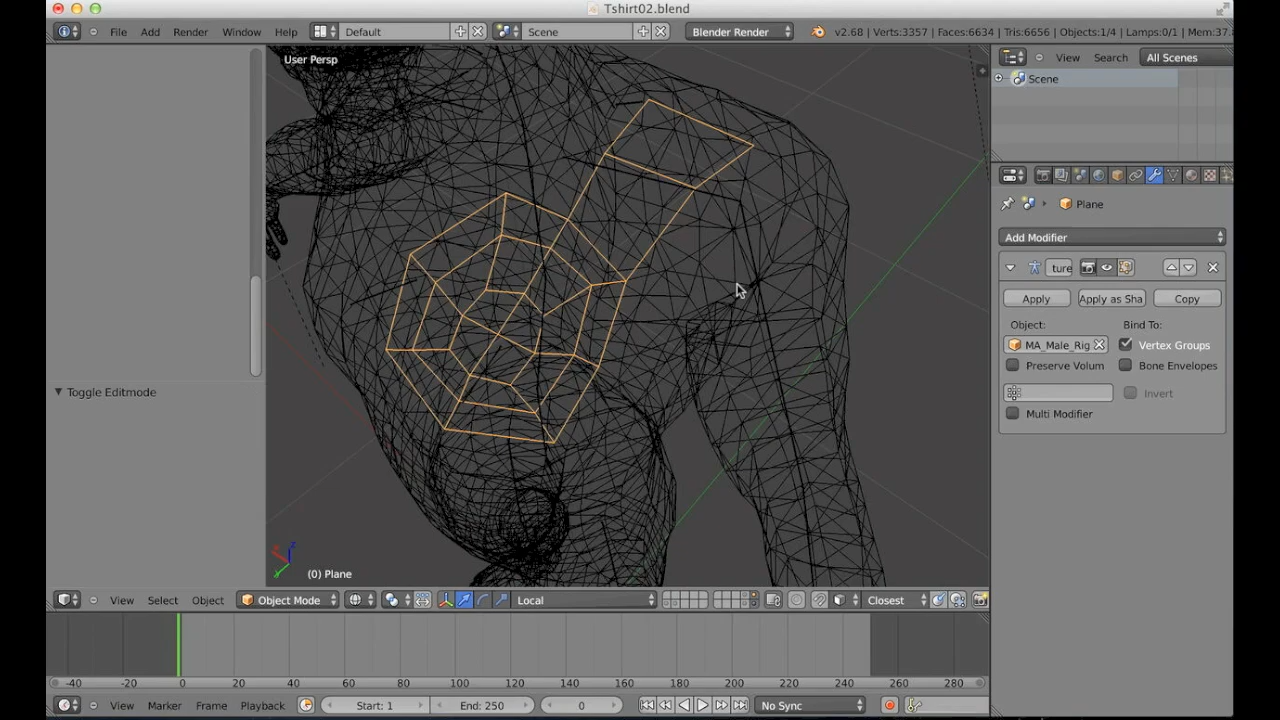 Tshirt02.blend
File Add Render Window Help Default Scene Blender Render v2.68 | Verts:3357 | Faces:6634 | Tris:6656 | Objects:1/4 | Lamps:0/1 | Mem:37.
User Persp
View Search All Scenes
Scene
Plane
Add Modifier
ture
Apply Apply as Sha Copy
Object: Bind To:
MA_Male_Rig Vertex Groups
Preserve Volum Bone Envelopes
Invert
Multi Modifier
Toggle Editmode
x z y
(0) Plane
View Select Object Object Mode Local Closest
-40 -20 0 20 40 60 80 100 120 140 160 180 200 220 240 260 280
View Marker Frame Playback Start: 1 End: 250 0 No Sync